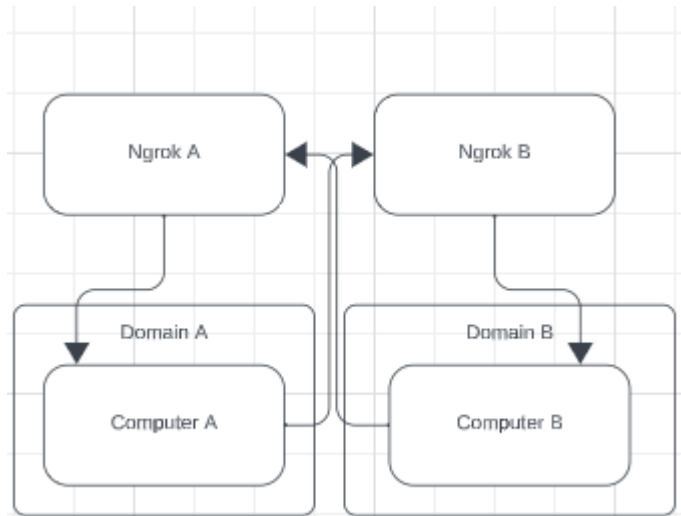 Ngrok A
Ngrok B
Domain A
Domain B
Computer A
Computer B